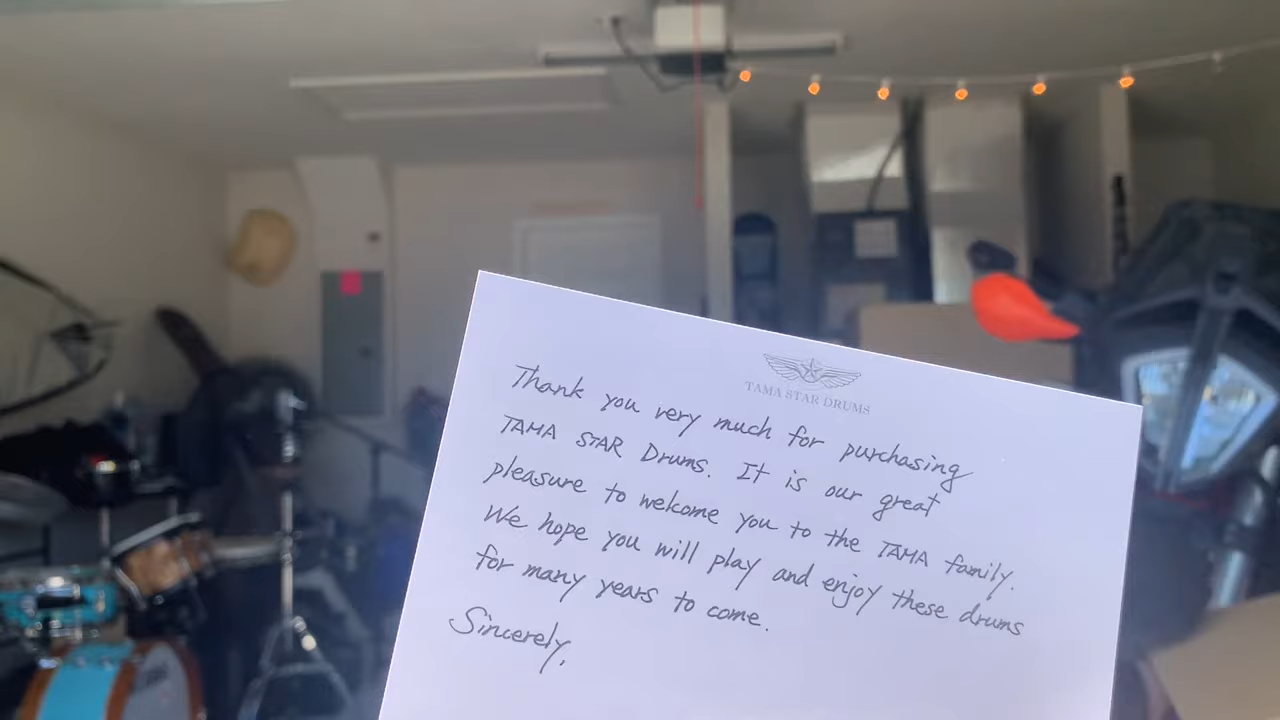 TAMA STAR DRUMS
Thank you very much for purchasing
TAMA STAR Drums. It is our great
pleasure to welcome you to the TAMA family.
We hope you will play and enjoy these drums
for many years to come.
Sincerely,